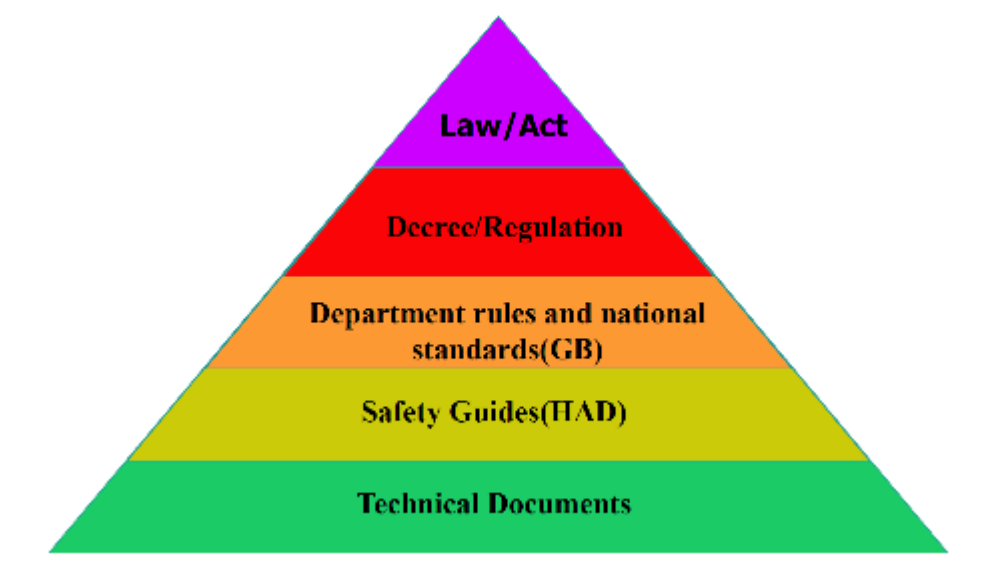 Law/Act
Decree/Regulation
Department rules and national
standards(GB)
Safety Guides(HAD)
Technical Documents